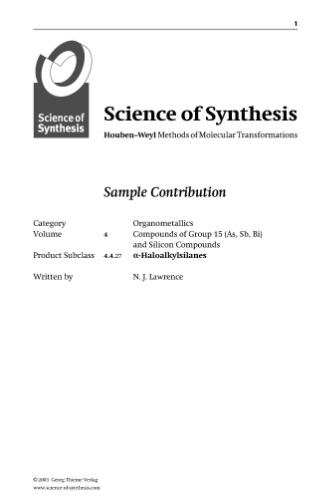 1
Science of
Synthesis
Science of Synthesis
Houben–Weyl Methods of Molecular Transformations
Sample Contribution
Category Organometallics
Volume 4 Compounds of Group 15 (As, Sb, Bi)
and Silicon Compounds
Product Subclass 4.4.27 α-Haloalkylsilanes
Written by N. J. Lawrence
© 2003 Georg Thieme Verlag
www.science-of-synthesis.com